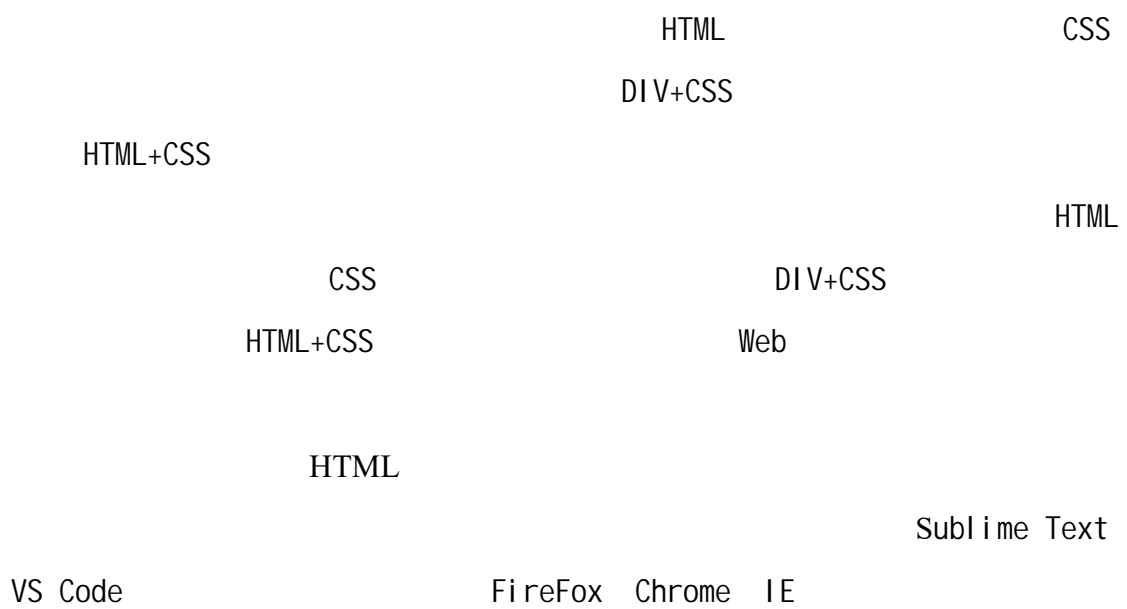 HTML CSS
DIV+CSS
HTML+CSS
HTML
CSS DIV+CSS
HTML+CSS Web
HTML
Sublime Text
VS Code FireFox Chrome IE